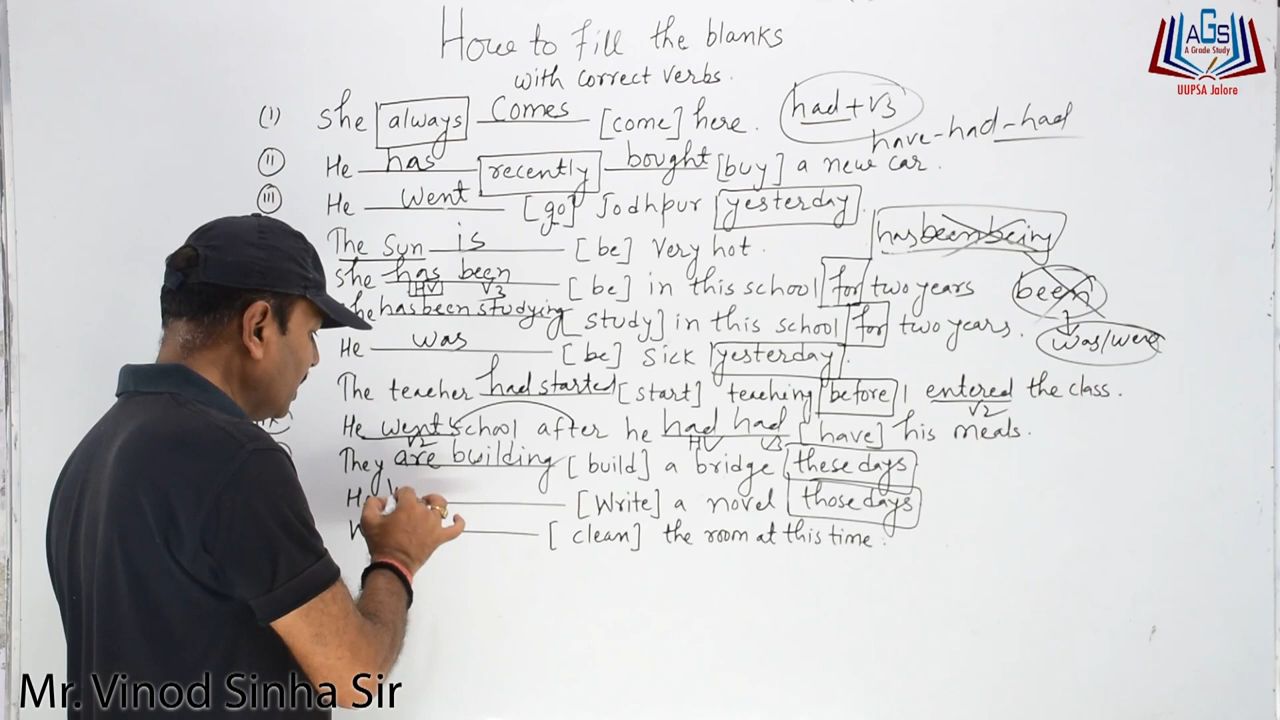 How to fill the blanks
with correct verbs.
(i) She always comes [come] here.
had + V3
have-had-had
(ii) He has recently bought [buy] a new car.
(iii) He went [go] Jodhpur yesterday.
has been being
The Sun is [be] very hot.
She has been [be] in this school for two years
HV V3
been
has been studying [study] in this school for two years.
was/were
He was [be] sick yesterday.
The teacher had started [start] teaching before I entered the class.
V2
He went school after he had had [have] his meals.
V2 HV V3
They are building [build] a bridge these days
He [Write] a novel those days
[clean] the room at this time.
AGS
A Grade Study
UUPSA Jalore
Mr. Vinod Sinha Sir